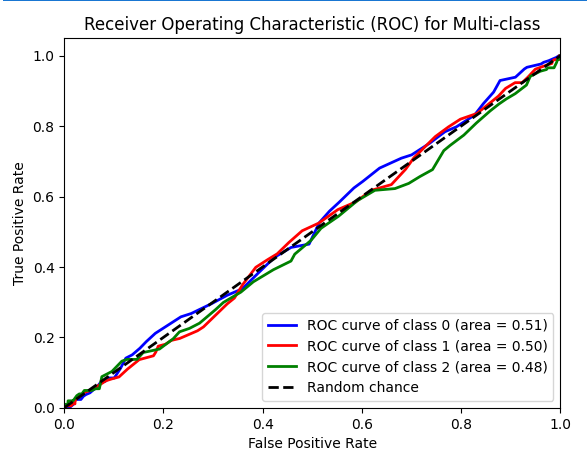 Receiver Operating Characteristic (ROC) for Multi-class
True Positive Rate
1.0
0.8
0.6
0.4
0.2
0.0
ROC curve of class 0 (area = 0.51)
ROC curve of class 1 (area = 0.50)
ROC curve of class 2 (area = 0.48)
Random chance
0.0 0.2 0.4 0.6 0.8 1.0
False Positive Rate